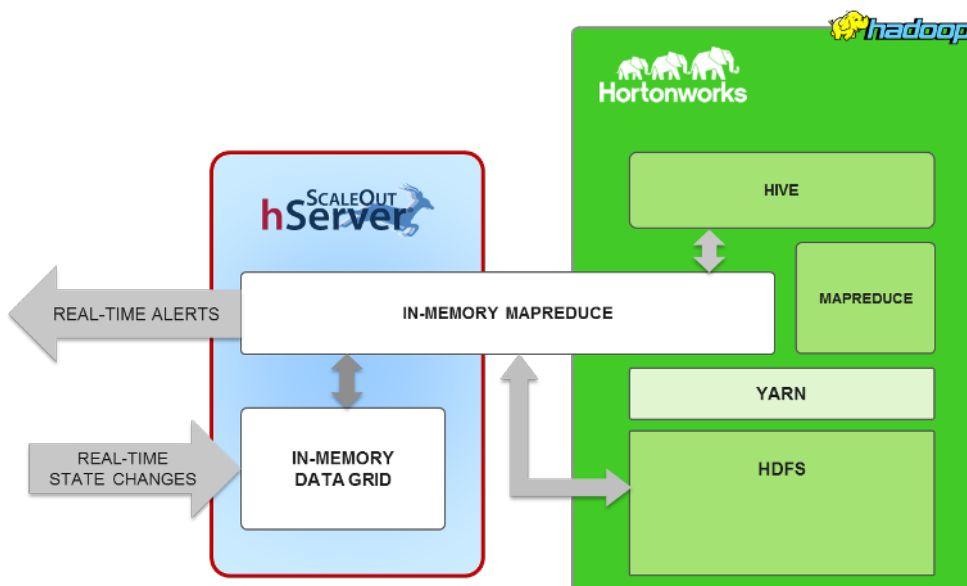 hadoop
Hortonworks
SCALEOUT
hServer
HIVE
IN-MEMORY MAPREDUCE
MAPREDUCE
REAL-TIME ALERTS
YARN
REAL-TIME
STATE CHANGES
IN-MEMORY
DATA GRID
HDFS